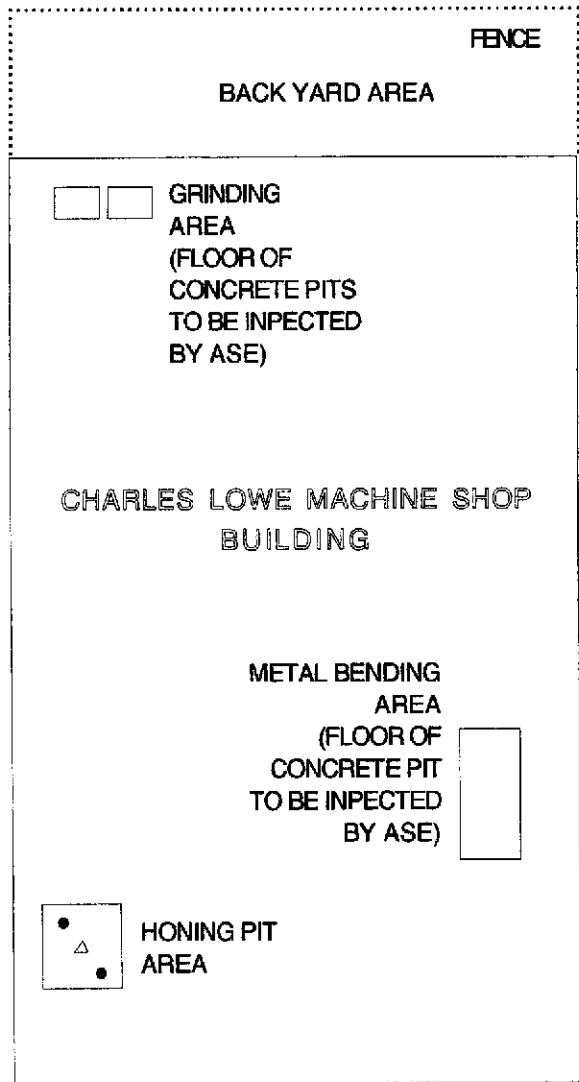 FENCE
BACK YARD AREA
GRINDING
AREA
(FLOOR OF
CONCRETE PITS
TO BE INPECTED
BY ASE)
CHARLES LOWE MACHINE SHOP
BUILDING
METAL BENDING
AREA
(FLOOR OF
CONCRETE PIT
TO BE INPECTED
BY ASE)
HONING PIT
AREA